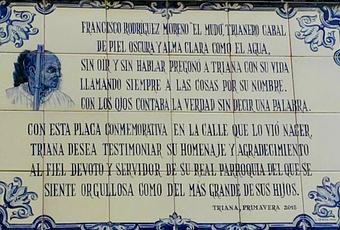 FRANCISCO RODRIGUEZ MORENO "EL MUDO", TRIANERO CABAL
DE PIEL OSCURA Y ALMA CLARA COMO EL AGUA,
SIN OIR Y SIN HABLAR PREGONÓ A TRIANA CON SU VIDA
LLAMANDO SIEMPRE A LAS COSAS POR SU NOMBRE.
CON LOS OJOS CONTABA LA VERDAD SIN DECIR UNA PALABRA.
CON ESTA PLACA CONMEMORATIVA EN LA CALLE QUE LO VIÓ NACER,
TRIANA DESEA TESTIMONIAR SU HOMENAJE Y AGRADECIMIENTO
AL FIEL DEVOTO Y SERVIDOR DE SU REAL PARROQUIA DEL QUE SE
SIENTE ORGULLOSA COMO DEL MAS GRANDE DE SUS HIJOS.
TRIANA, PRIMAVERA 2015